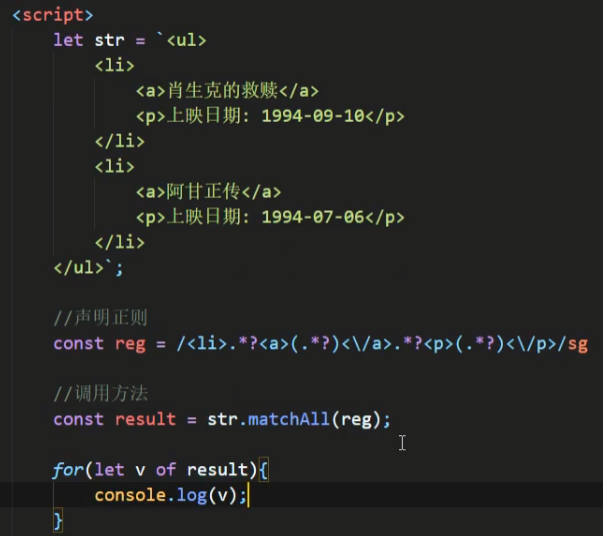 <script>
let str = `<ul>
<li>
<a>肖生克的救赎</a>
<p>上映日期: 1994-09-10</p>
</li>
<li>
<a>阿甘正传</a>
<p>上映日期: 1994-07-06</p>
</li>
</ul>`;
//声明正则
const reg = /<li>.*?<a>(.*?)<\/a>.*?<p>(.*?)<\/p>/sg
//调用方法
const result = str.matchAll(reg);
for(let v of result){
console.log(v);
}